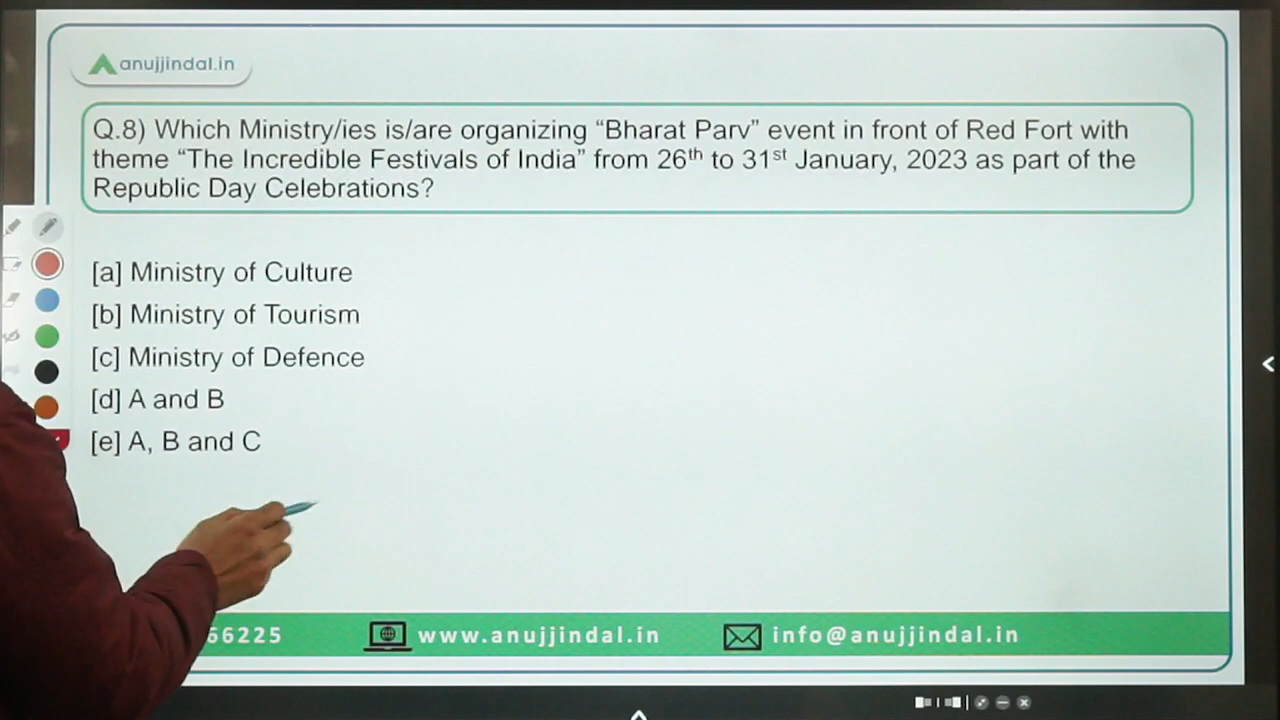 anujjindal.in
Q.8) Which Ministry/ies is/are organizing “Bharat Parv” event in front of Red Fort with
theme “The Incredible Festivals of India” from 26th to 31st January, 2023 as part of the
Republic Day Celebrations?
[a] Ministry of Culture
[b] Ministry of Tourism
[c] Ministry of Defence
[d] A and B
[e] A, B and C
66225 www.anujjindal.in info@anujjindal.in